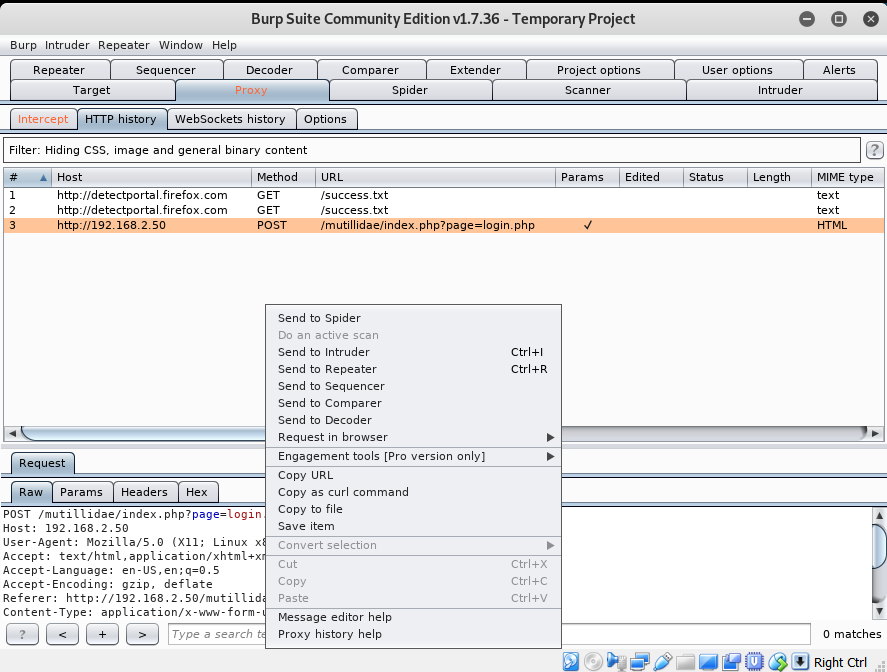 Burp Suite Community Edition v1.7.36 - Temporary Project
Burp Intruder Repeater Window Help
Repeater Sequencer Decoder Comparer Extender Project options User options Alerts
Target Proxy Spider Scanner Intruder
Intercept HTTP history WebSockets history Options
Filter: Hiding CSS, image and general binary content ?
# Host Method URL Params Edited Status Length MIME type
1 http://detectportal.firefox.com GET /success.txt text
2 http://detectportal.firefox.com GET /success.txt text
3 http://192.168.2.50 POST /mutillidae/index.php?page=login.php ✓ HTML
Send to Spider
Do an active scan
Send to Intruder Ctrl+I
Send to Repeater Ctrl+R
Send to Sequencer
Send to Comparer
Send to Decoder
Request in browser
Engagement tools [Pro version only]
Copy URL
Copy as curl command
Copy to file
Save item
Convert selection
Cut Ctrl+X
Copy Ctrl+C
Paste Ctrl+V
Message editor help
Proxy history help
Request
Raw Params Headers Hex
POST /mutillidae/index.php?page=login.
Host: 192.168.2.50
User-Agent: Mozilla/5.0 (X11; Linux x8
Accept: text/html,application/xhtml+xm
Accept-Language: en-US,en;q=0.5
Accept-Encoding: gzip, deflate
Referer: http://192.168.2.50/mutillida
Content-Type: application/x-www-form-u
? < + > Type a search te 0 matches
Right Ctrl